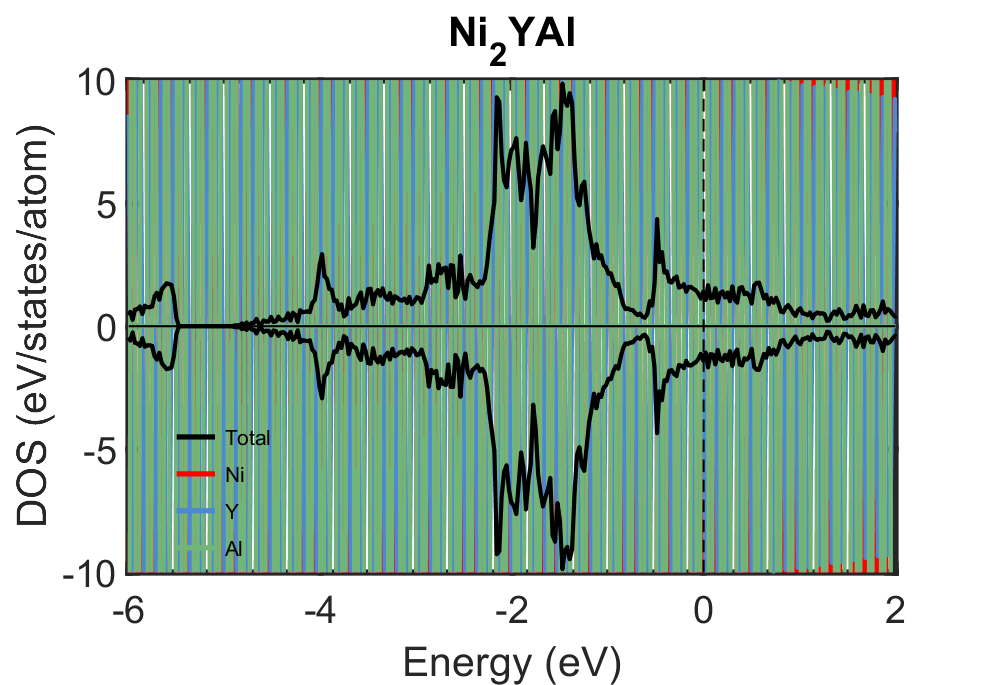 Ni₂YAl
10
5
0
-5
-10
DOS (eV/states/atom)
Total
Ni
Y
Al
-6 -4 -2 0 2
Energy (eV)